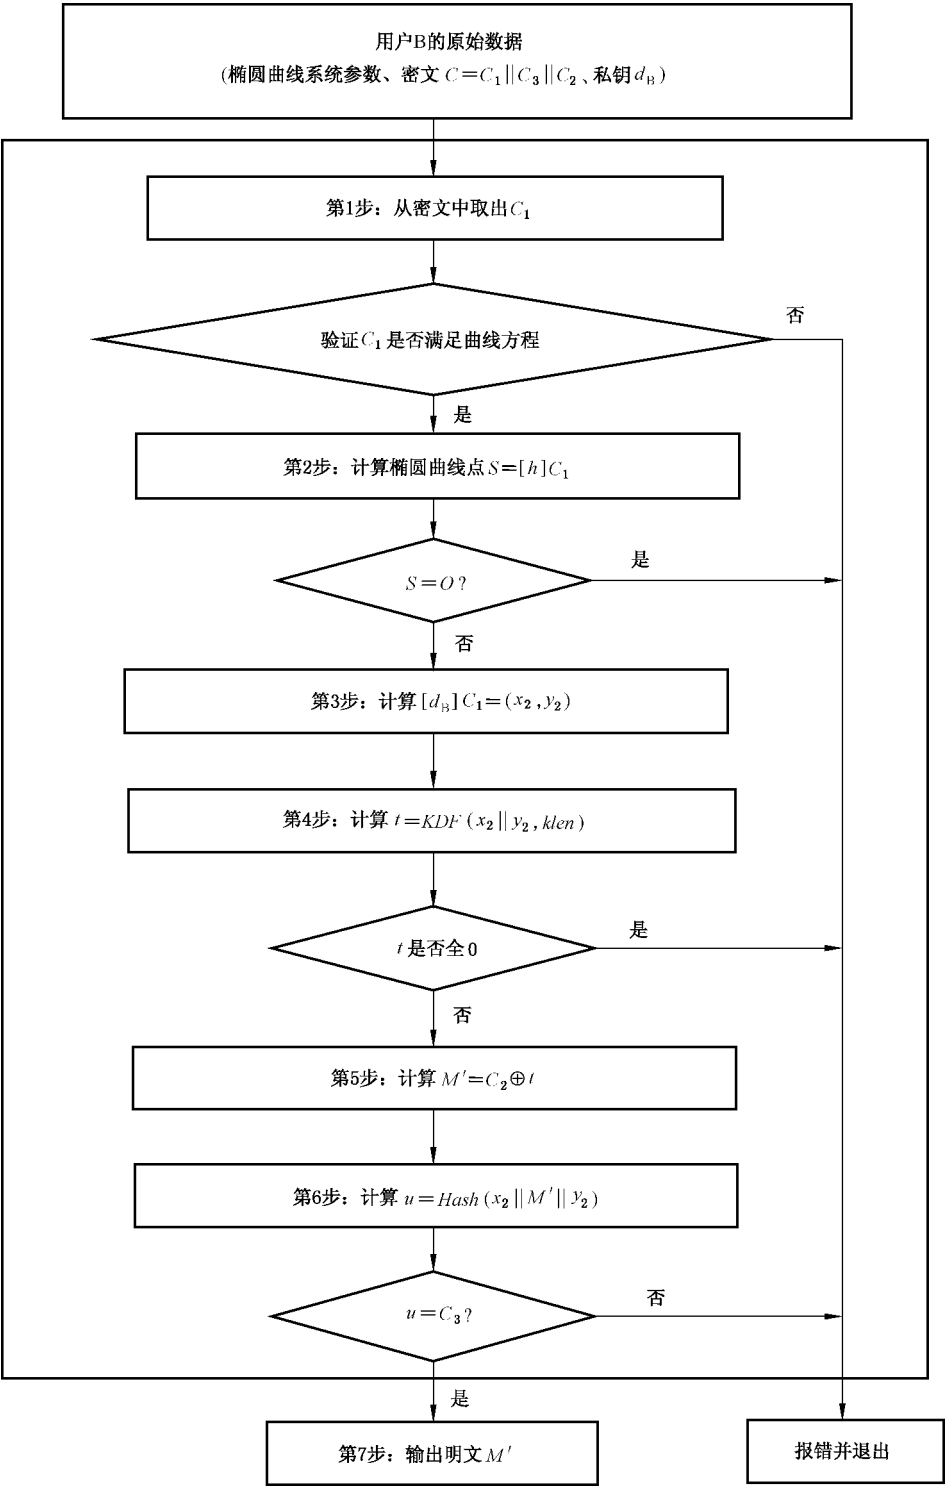 用户B的原始数据
(椭圆曲线系统参数、密文 C=C₁||C₃||C₂、私钥 d_B)
第1步：从密文中取出C₁
验证C₁是否满足曲线方程
否
是
第2步：计算椭圆曲线点 S=[h]C₁
S=O?
是
否
第3步：计算[d_B]C₁=(x₂,y₂)
第4步：计算 t=KDF(x₂||y₂,klen)
t是否全0
是
否
第5步：计算 M′=C₂⊕t
第6步：计算 u=Hash(x₂||M′||y₂)
u=C₃?
否
是
第7步：输出明文M′
报错并退出